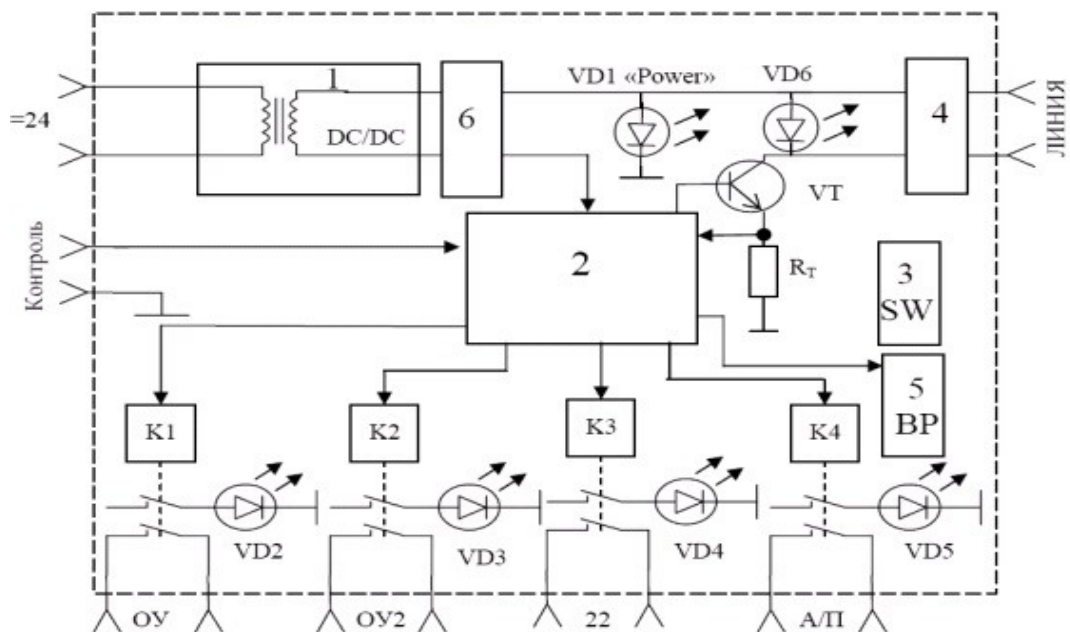 1
VD1 «Power»
VD6
=24
DC/DC
6
4
ЛИНИЯ
VT
Контроль
2
Rт
3
SW
5
BP
K1
K2
K3
K4
VD2
VD3
VD4
VD5
ОУ
ОУ2
22
А/П